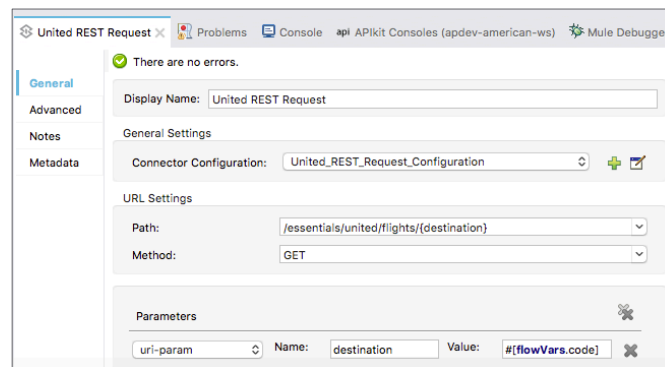 United REST Request Problems Console api APIkit Consoles (apdev-american-ws) Mule Debugge
There are no errors.
General
Display Name: United REST Request
Advanced
Notes
General Settings
Metadata
Connector Configuration: United_REST_Request_Configuration
URL Settings
Path: /essentials/united/flights/{destination}
Method: GET
Parameters
uri-param Name: destination Value: #[flowVars.code]